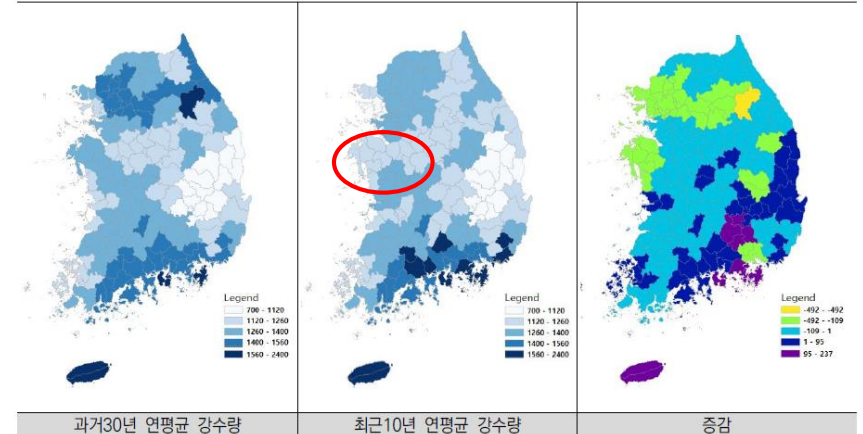 Legend
700 - 1120
1120 - 1260
1260 - 1400
1400 - 1560
1560 - 2400
Legend
700 - 1120
1120 - 1260
1260 - 1400
1400 - 1560
1560 - 2400
Legend
-492 - -492
-492 - -109
-109 - 1
1 - 95
95 - 237
과거30년 연평균 강수량
최근10년 연평균 강수량
증감